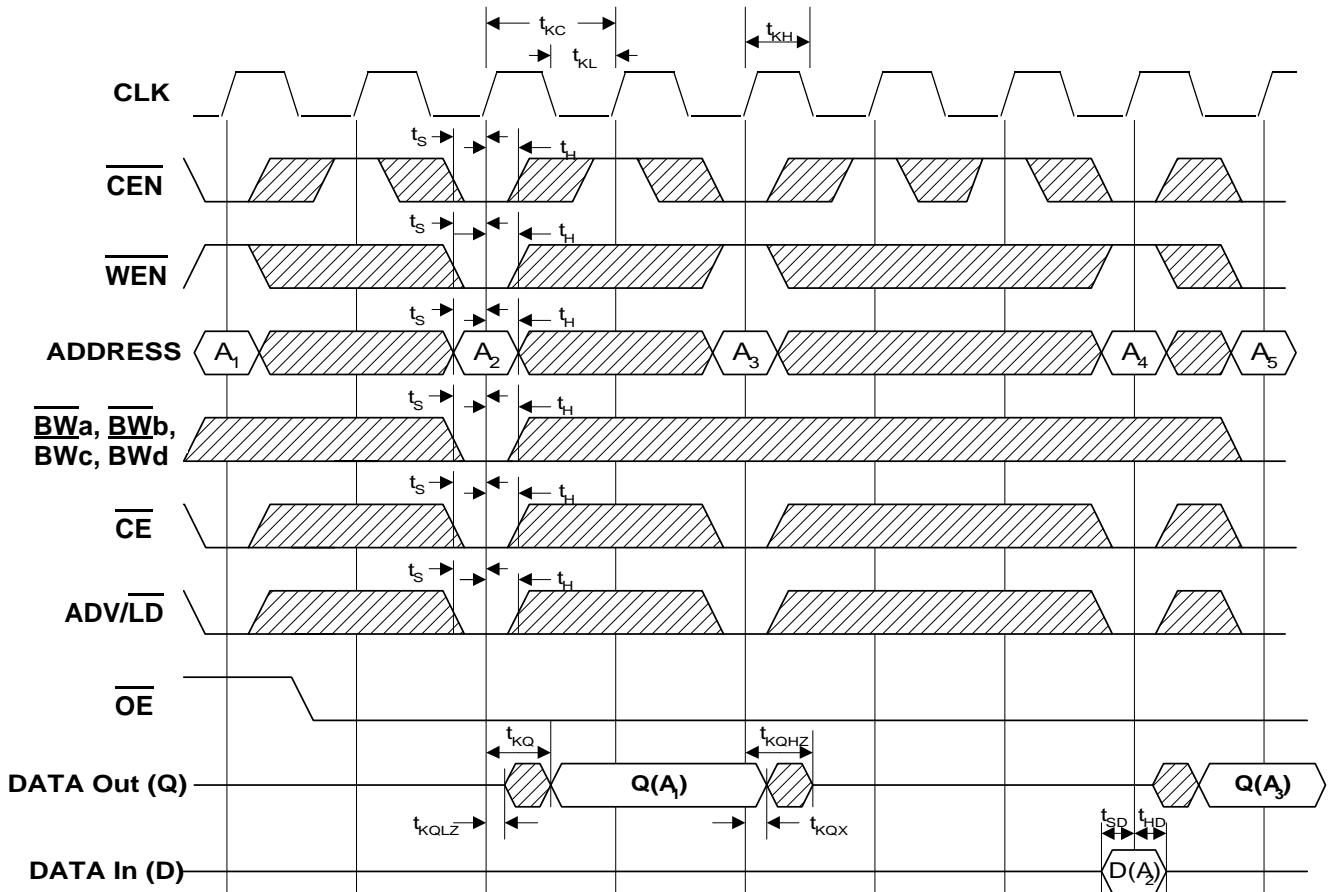 tKC
tKL
tKH
CLK
tS
tH
CEN
tS
tH
WEN
tS
tH
ADDRESS
A1
A2
A3
A4
A5
tS
tH
BWa, BWb,
BWc, BWd
tS
tH
CE
tS
tH
ADV/LD
OE
tKQ
tKQHZ
DATA Out (Q)
Q(A1)
Q(A3)
tKQLZ
tKQX
tSD
tHD
DATA In (D)
D(A2)